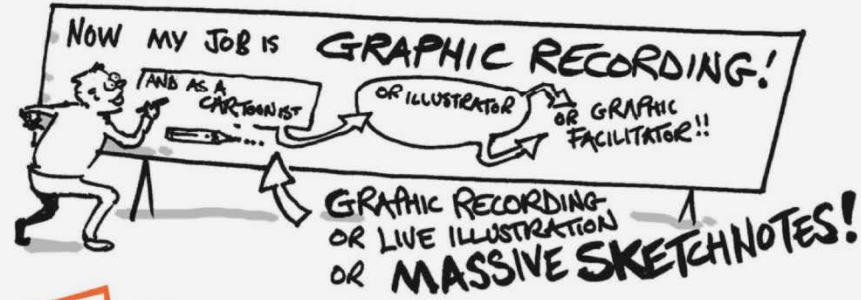 NOW MY JOB IS GRAPHIC RECORDING!
AND AS A
CARTOONIST
OR ILLUSTRATOR
OR GRAPHIC
FACILITATOR!!
GRAPHIC RECORDING
OR LIVE ILLUSTRATION
OR MASSIVE SKETCHNOTES!